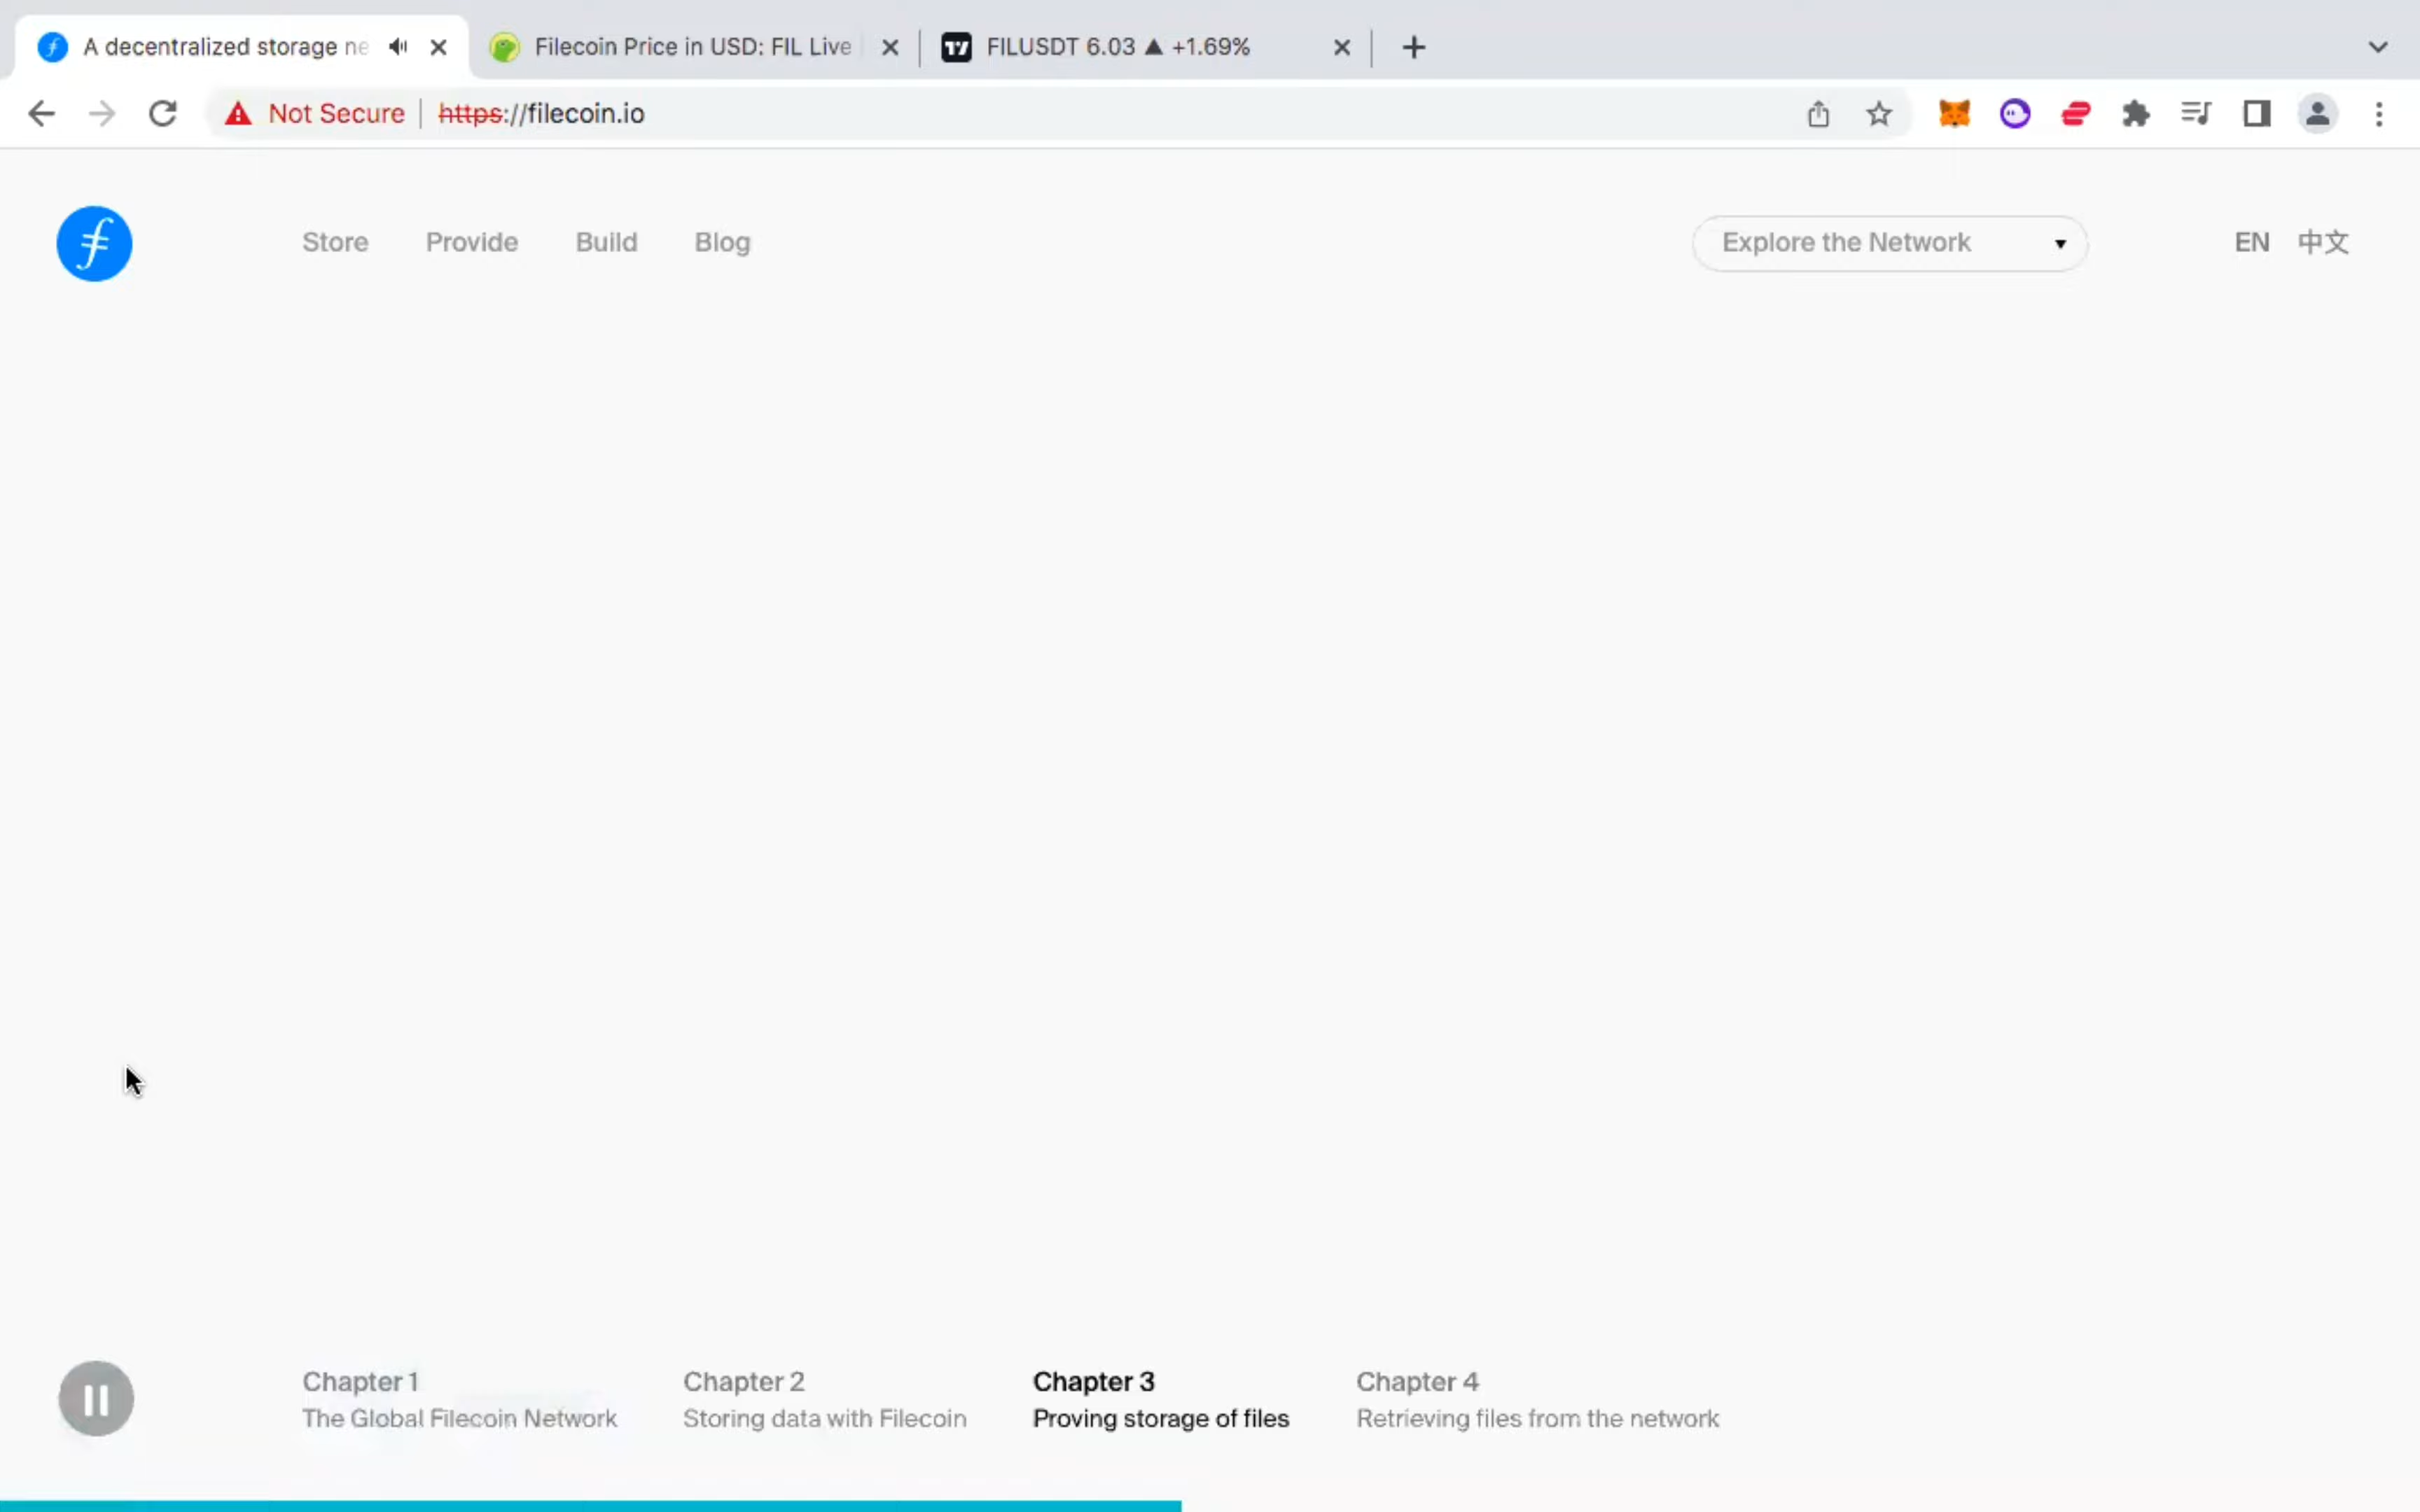 A decentralized storage ne
Filecoin Price in USD: FIL Live
FILUSDT 6.03 ▲ +1.69%
Not Secure
https://filecoin.io
Store
Provide
Build
Blog
Explore the Network
EN
中文
Chapter 1
The Global Filecoin Network
Chapter 2
Storing data with Filecoin
Chapter 3
Proving storage of files
Chapter 4
Retrieving files from the network